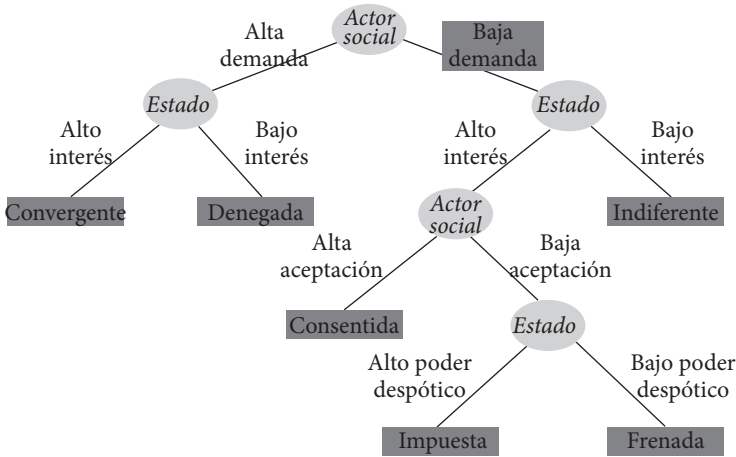 Actor
social
Alta
demanda
Baja
demanda
Estado
Estado
Alto
interés
Bajo
interés
Alto
interés
Bajo
interés
Convergente
Denegada
Actor
social
Indiferente
Alta
aceptación
Baja
aceptación
Consentida
Estado
Alto poder
despótico
Bajo poder
despótico
Impuesta
Frenada